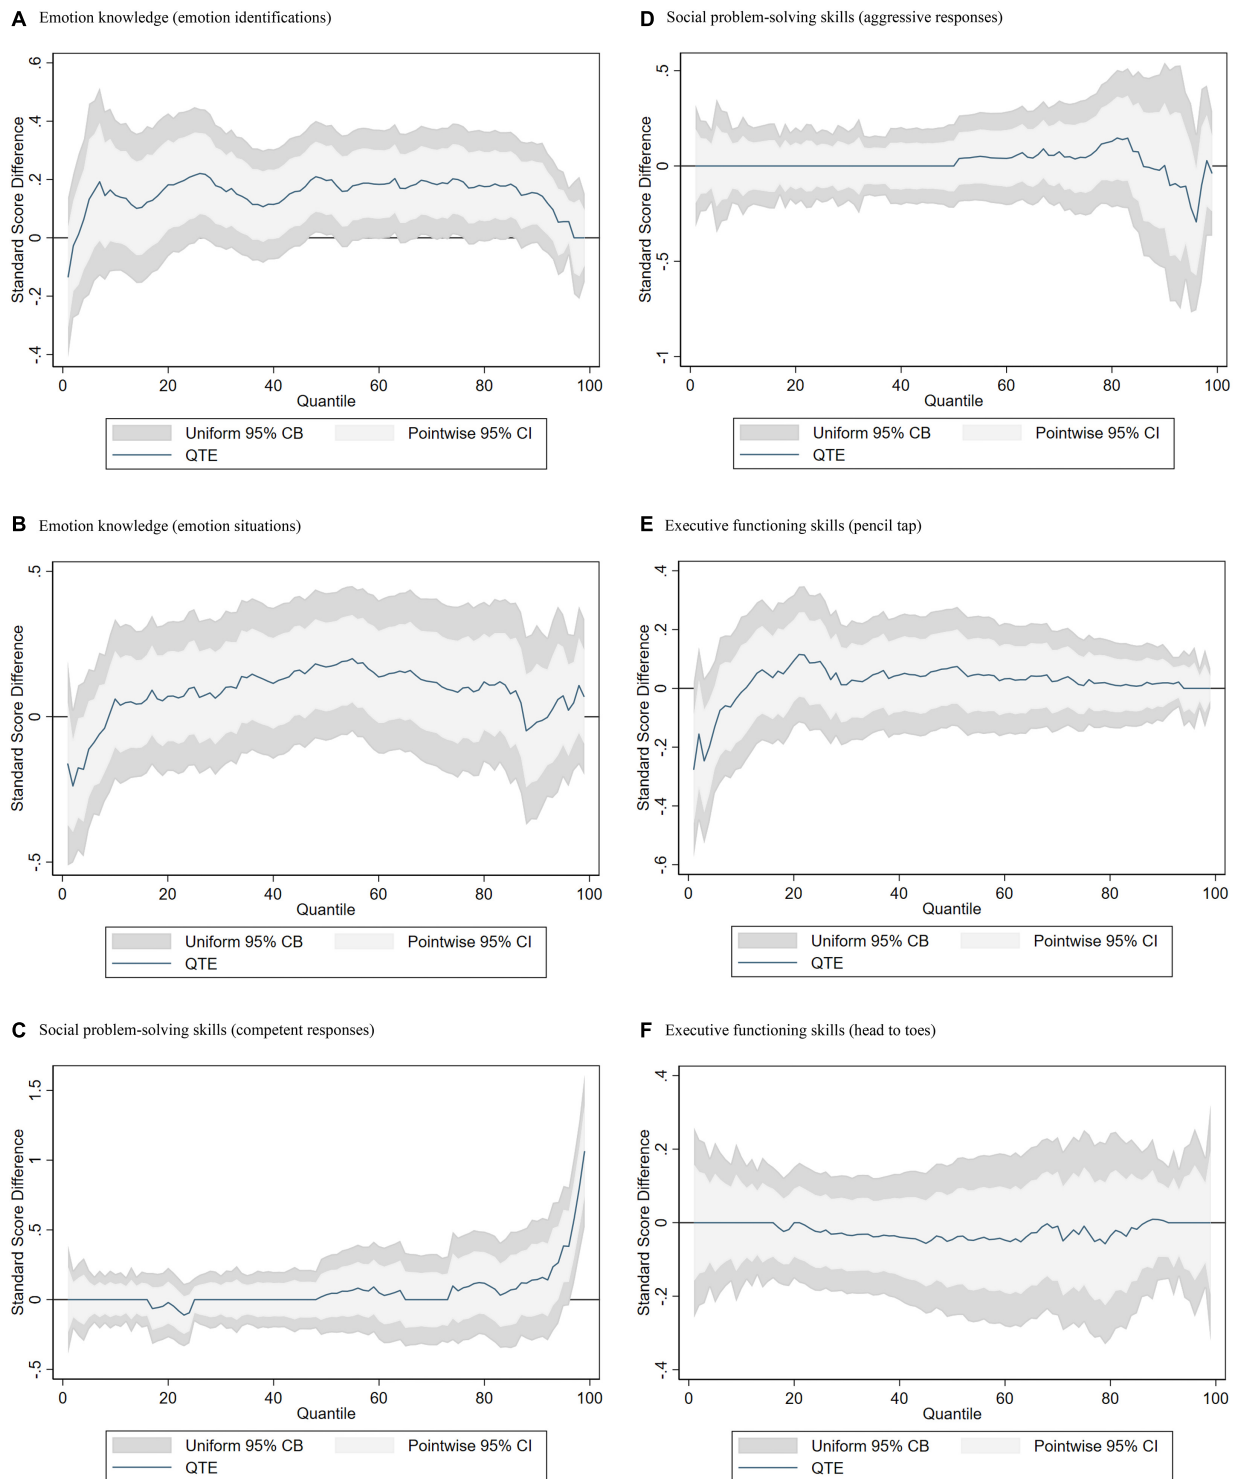 A Emotion knowledge (emotion identifications)
Standard Score Difference
.6
.4
.2
0
-.2
-.4
0 20 40 60 80 100
Quantile
Uniform 95% CB Pointwise 95% CI
QTE
B Emotion knowledge (emotion situations)
Standard Score Difference
.5
0
-.5
0 20 40 60 80 100
Quantile
Uniform 95% CB Pointwise 95% CI
QTE
C Social problem-solving skills (competent responses)
Standard Score Difference
1.5
1
.5
0
-.5
0 20 40 60 80 100
Quantile
Uniform 95% CB Pointwise 95% CI
QTE
D Social problem-solving skills (aggressive responses)
Standard Score Difference
.5
0
-.5
-1
0 20 40 60 80 100
Quantile
Uniform 95% CB Pointwise 95% CI
QTE
E Executive functioning skills (pencil tap)
Standard Score Difference
.4
.2
0
-.2
-.4
-.6
0 20 40 60 80 100
Quantile
Uniform 95% CB Pointwise 95% CI
QTE
F Executive functioning skills (head to toes)
Standard Score Difference
.4
.2
0
-.2
-.4
0 20 40 60 80 100
Quantile
Uniform 95% CB Pointwise 95% CI
QTE